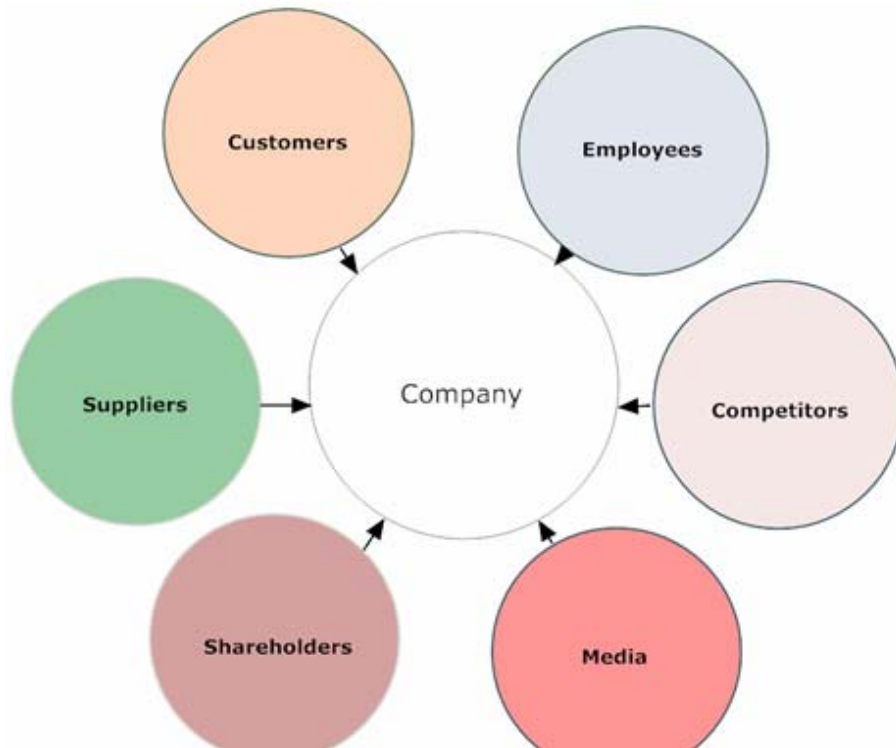 Customers
Employees
Suppliers
Company
Competitors
Shareholders
Media